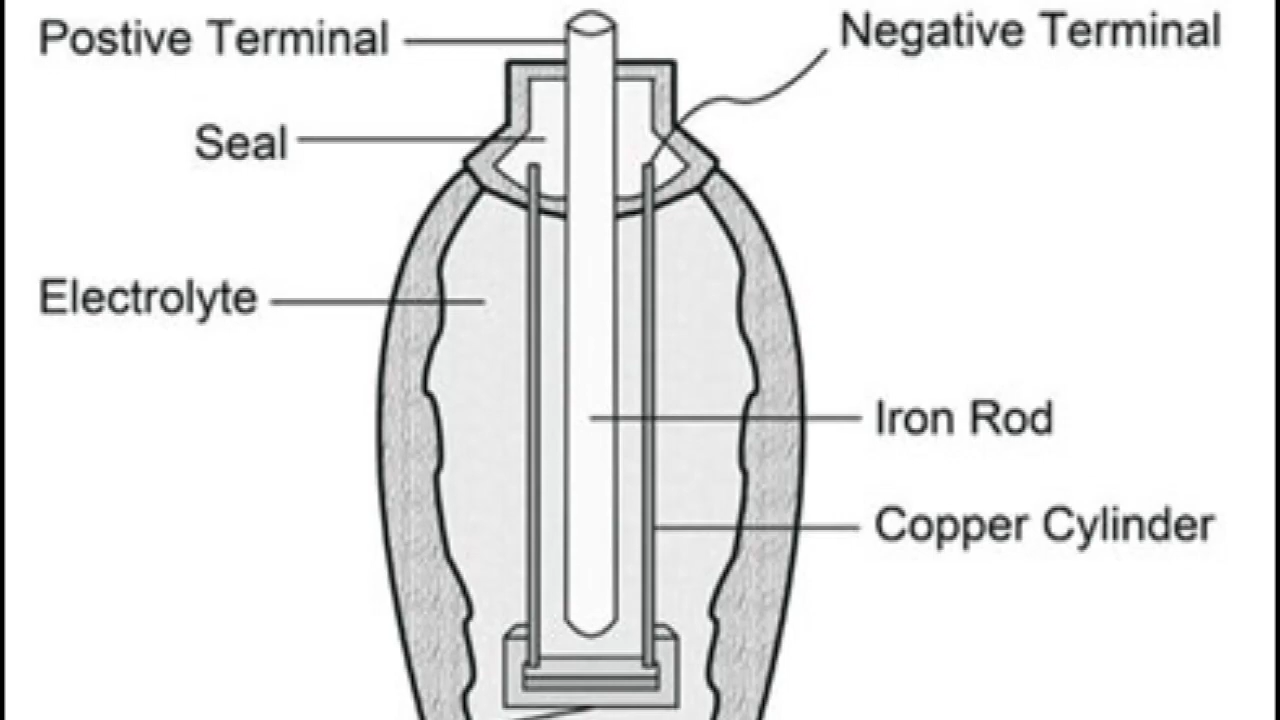 Postive Terminal
Negative Terminal
Seal
Electrolyte
Iron Rod
Copper Cylinder